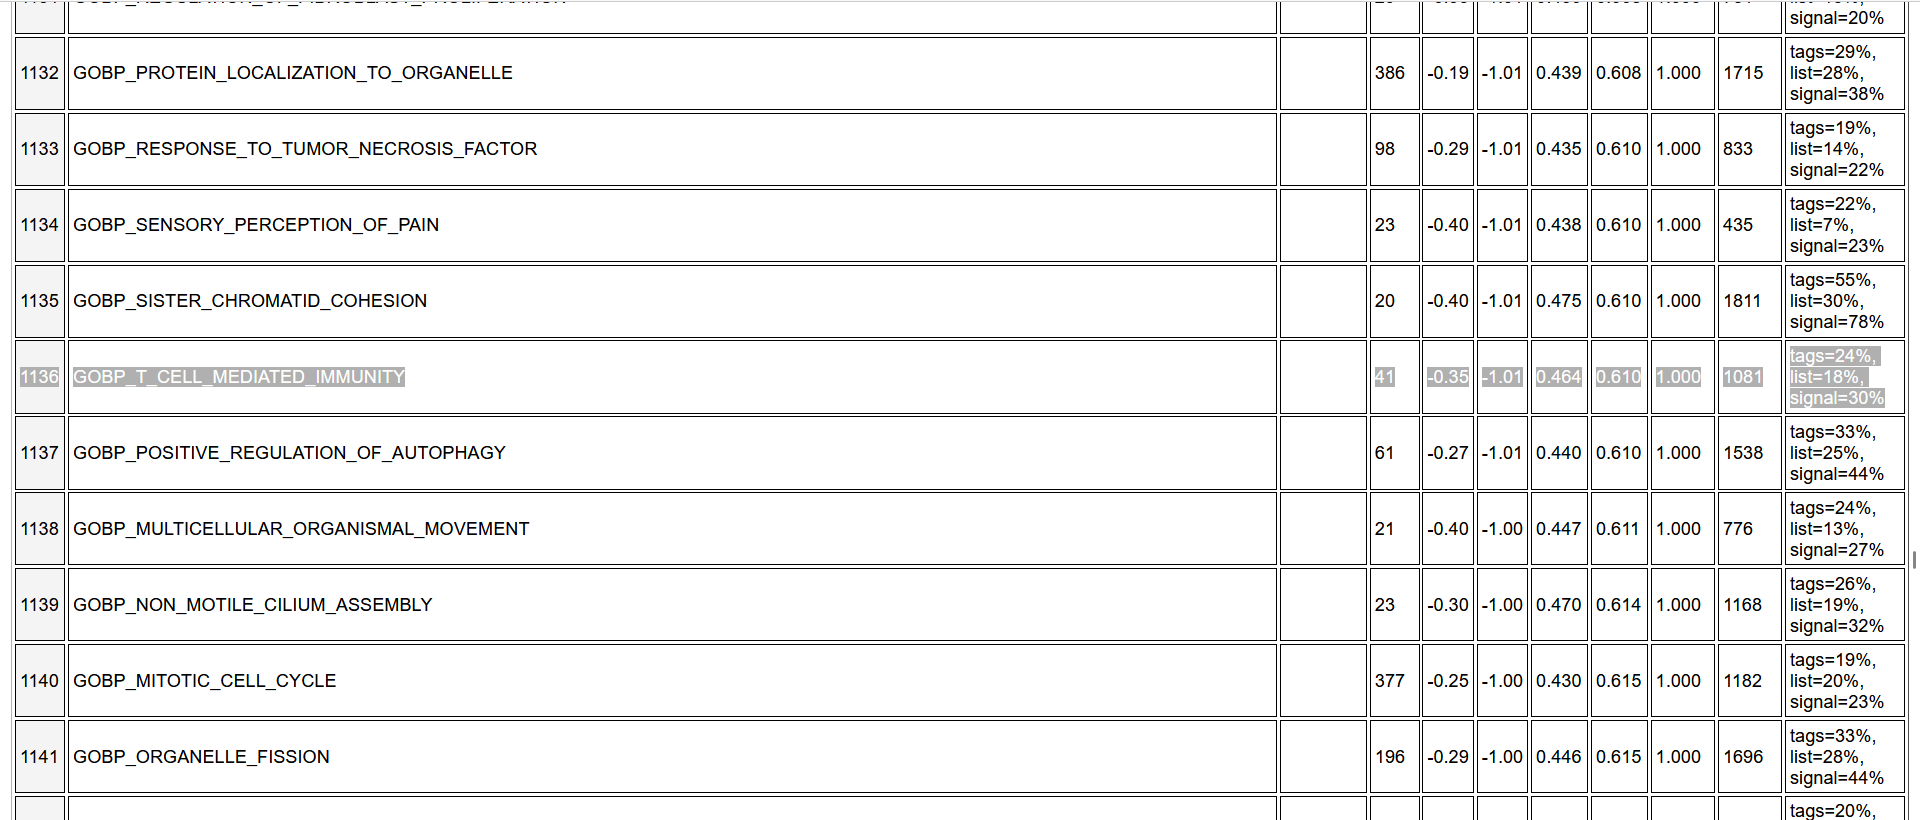 signal=20%
1132 GOBP_PROTEIN_LOCALIZATION_TO_ORGANELLE 386 -0.19 -1.01 0.439 0.608 1.000 1715 tags=29%,
list=28%,
signal=38%
1133 GOBP_RESPONSE_TO_TUMOR_NECROSIS_FACTOR 98 -0.29 -1.01 0.435 0.610 1.000 833 tags=19%,
list=14%,
signal=22%
1134 GOBP_SENSORY_PERCEPTION_OF_PAIN 23 -0.40 -1.01 0.438 0.610 1.000 435 tags=22%,
list=7%,
signal=23%
1135 GOBP_SISTER_CHROMATID_COHESION 20 -0.40 -1.01 0.475 0.610 1.000 1811 tags=55%,
list=30%,
signal=78%
1136 GOBP_T_CELL_MEDIATED_IMMUNITY 41 -0.35 -1.01 0.464 0.610 1.000 1081 tags=24%,
list=18%,
signal=30%
1137 GOBP_POSITIVE_REGULATION_OF_AUTOPHAGY 61 -0.27 -1.01 0.440 0.610 1.000 1538 tags=33%,
list=25%,
signal=44%
1138 GOBP_MULTICELLULAR_ORGANISMAL_MOVEMENT 21 -0.40 -1.00 0.447 0.611 1.000 776 tags=24%,
list=13%,
signal=27%
1139 GOBP_NON_MOTILE_CILIUM_ASSEMBLY 23 -0.30 -1.00 0.470 0.614 1.000 1168 tags=26%,
list=19%,
signal=32%
1140 GOBP_MITOTIC_CELL_CYCLE 377 -0.25 -1.00 0.430 0.615 1.000 1182 tags=19%,
list=20%,
signal=23%
1141 GOBP_ORGANELLE_FISSION 196 -0.29 -1.00 0.446 0.615 1.000 1696 tags=33%,
list=28%,
signal=44%
tags=20%,